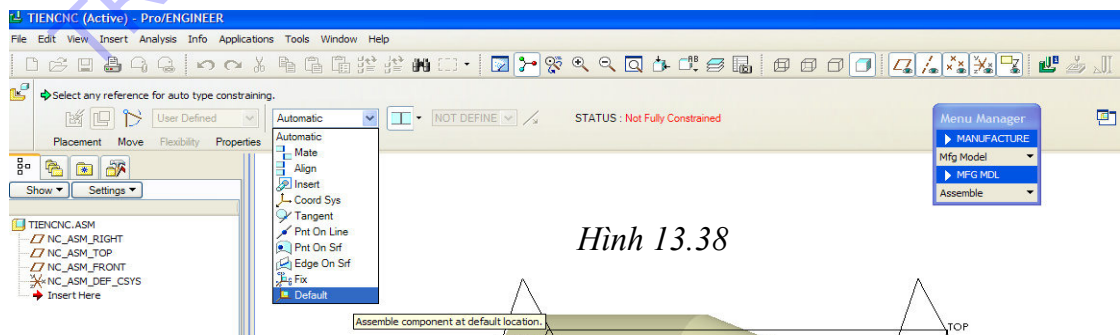 TIENCNC (Active) - Pro/ENGINEER
File Edit View Insert Analysis Info Applications Tools Window Help
Select any reference for auto type constraining.
User Defined Automatic NOT DEFINE STATUS : Not Fully Constrained
Placement Move Flexibility Properties
Automatic
Mate
Align
Insert
Coord Sys
Tangent
Pnt On Line
Pnt On Srf
Edge On Srf
Fix
Default
Assemble component at default location.
Menu Manager
MANUFACTURE
Mfg Model
MFG MDL
Assemble
Show Settings
TIENCNC.ASM
NC_ASM_RIGHT
NC_ASM_TOP
NC_ASM_FRONT
NC_ASM_DEF_CSYS
Insert Here
Hình 13.38
TOP